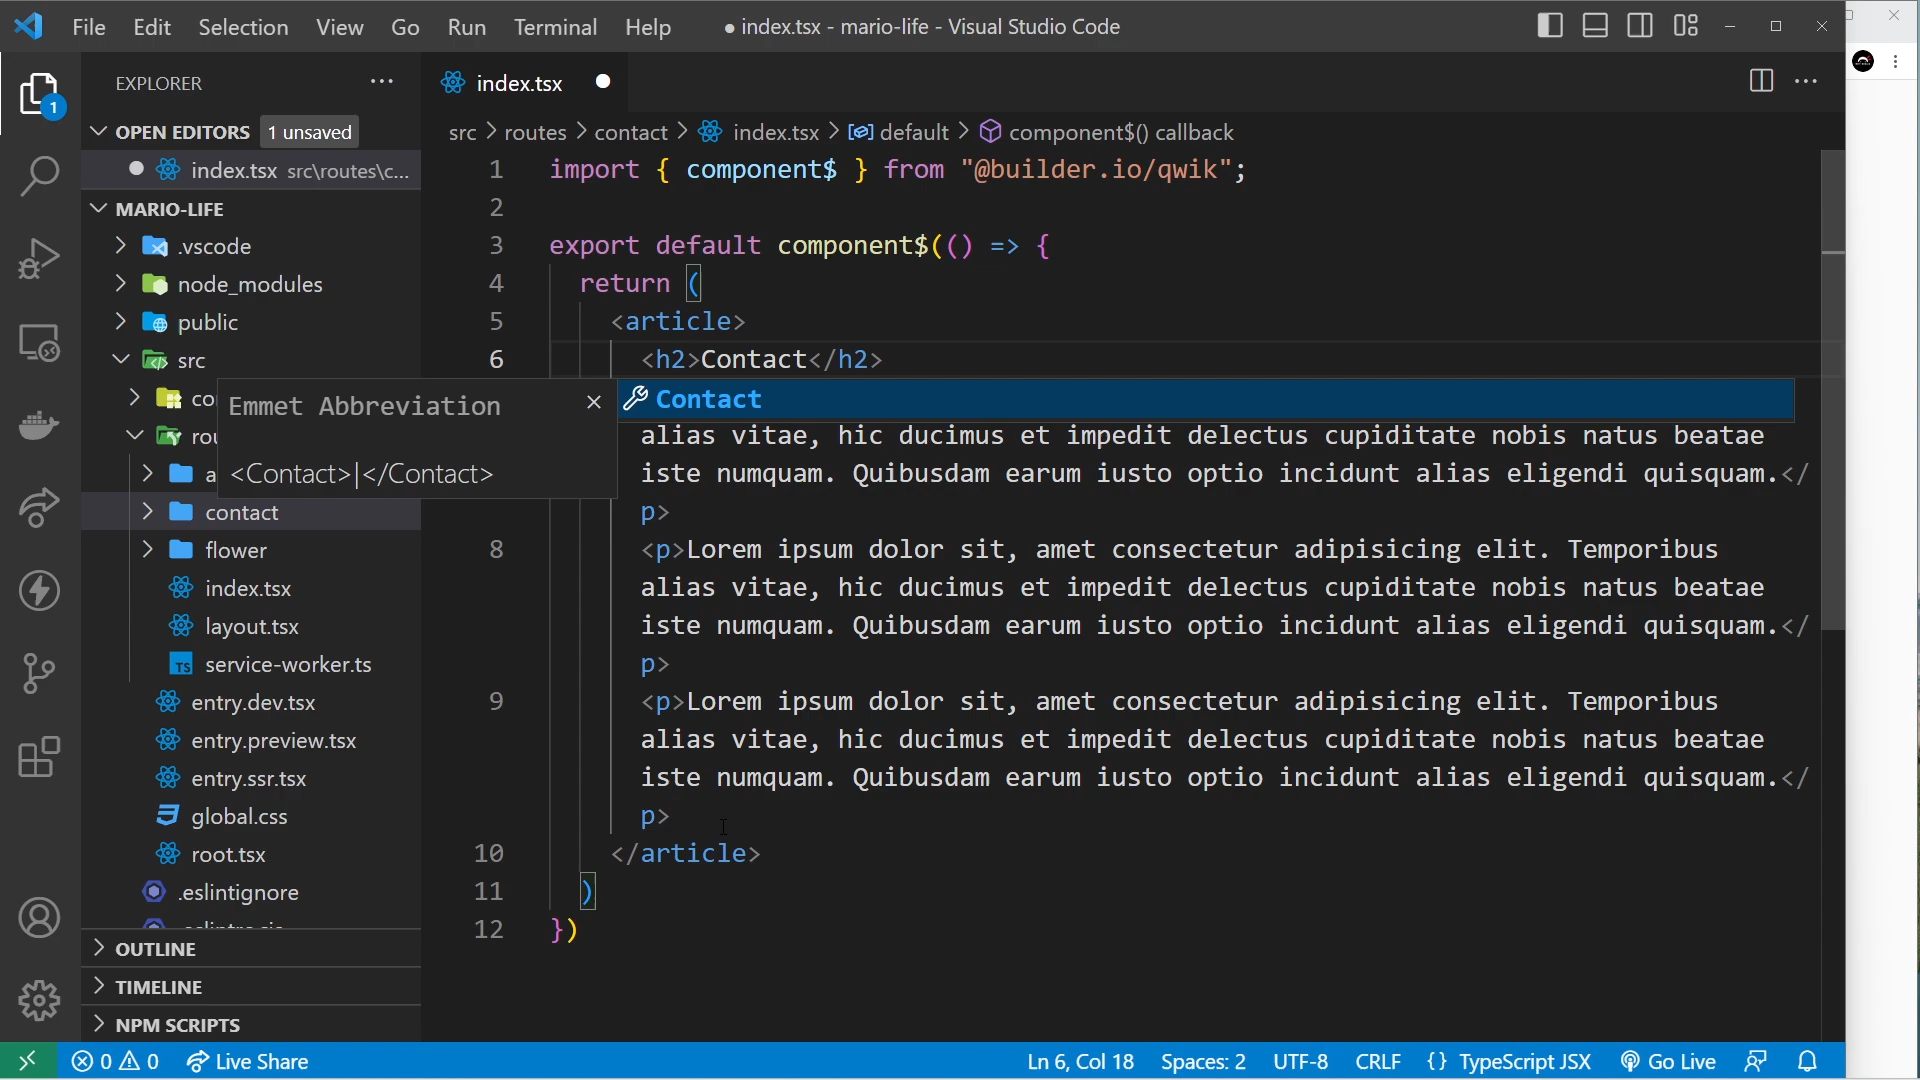 File Edit Selection View Go Run Terminal Help ● index.tsx - mario-life - Visual Studio Code
EXPLORER ··· index.tsx ●
OPEN EDITORS 1 unsaved
● index.tsx src\routes\c...
MARIO-LIFE
.vscode
node_modules
public
src
co
rou
a
contact
flower
index.tsx
layout.tsx
TS service-worker.ts
entry.dev.tsx
entry.preview.tsx
entry.ssr.tsx
global.css
root.tsx
.eslintignore
OUTLINE
TIMELINE
NPM SCRIPTS
1
src > routes > contact > index.tsx > default > component$() callback
1 import { component$ } from "@builder.io/qwik";
2
3 export default component$(() => {
4 return (
5 <article>
6 <h2>Contact</h2>
Emmet Abbreviation ×
<Contact>|</Contact>
Contact
alias vitae, hic ducimus et impedit delectus cupiditate nobis natus beatae
iste numquam. Quibusdam earum iusto optio incidunt alias eligendi quisquam.</
p>
8 <p>Lorem ipsum dolor sit, amet consectetur adipisicing elit. Temporibus
alias vitae, hic ducimus et impedit delectus cupiditate nobis natus beatae
iste numquam. Quibusdam earum iusto optio incidunt alias eligendi quisquam.</
p>
9 <p>Lorem ipsum dolor sit, amet consectetur adipisicing elit. Temporibus
alias vitae, hic ducimus et impedit delectus cupiditate nobis natus beatae
iste numquam. Quibusdam earum iusto optio incidunt alias eligendi quisquam.</
p>
10 </article>
11 )
12 })
0 0 Live Share Ln 6, Col 18 Spaces: 2 UTF-8 CRLF {} TypeScript JSX Go Live